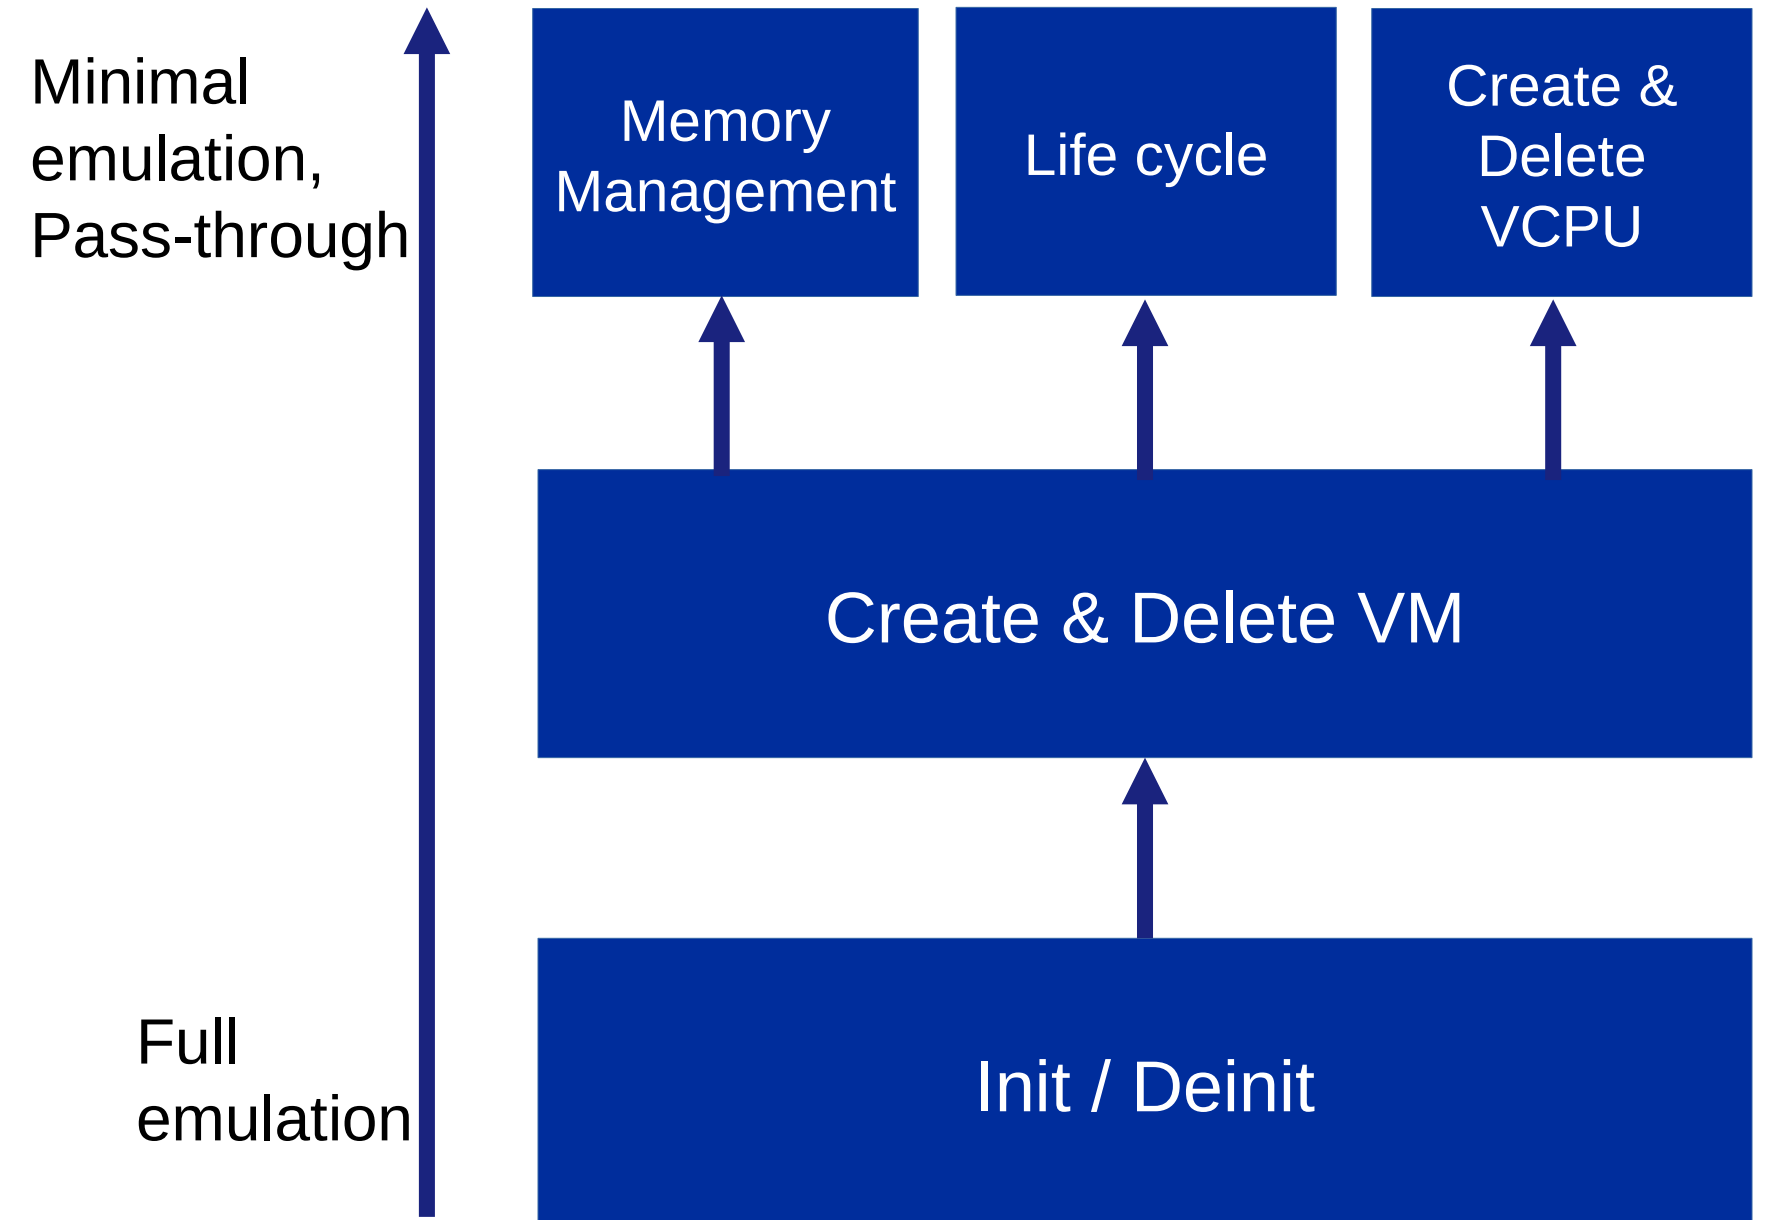 Minimal
emulation,
Pass-through
Memory
Management
Life cycle
Create &
Delete
VCPU
Create & Delete VM
Full
emulation
Init / Deinit